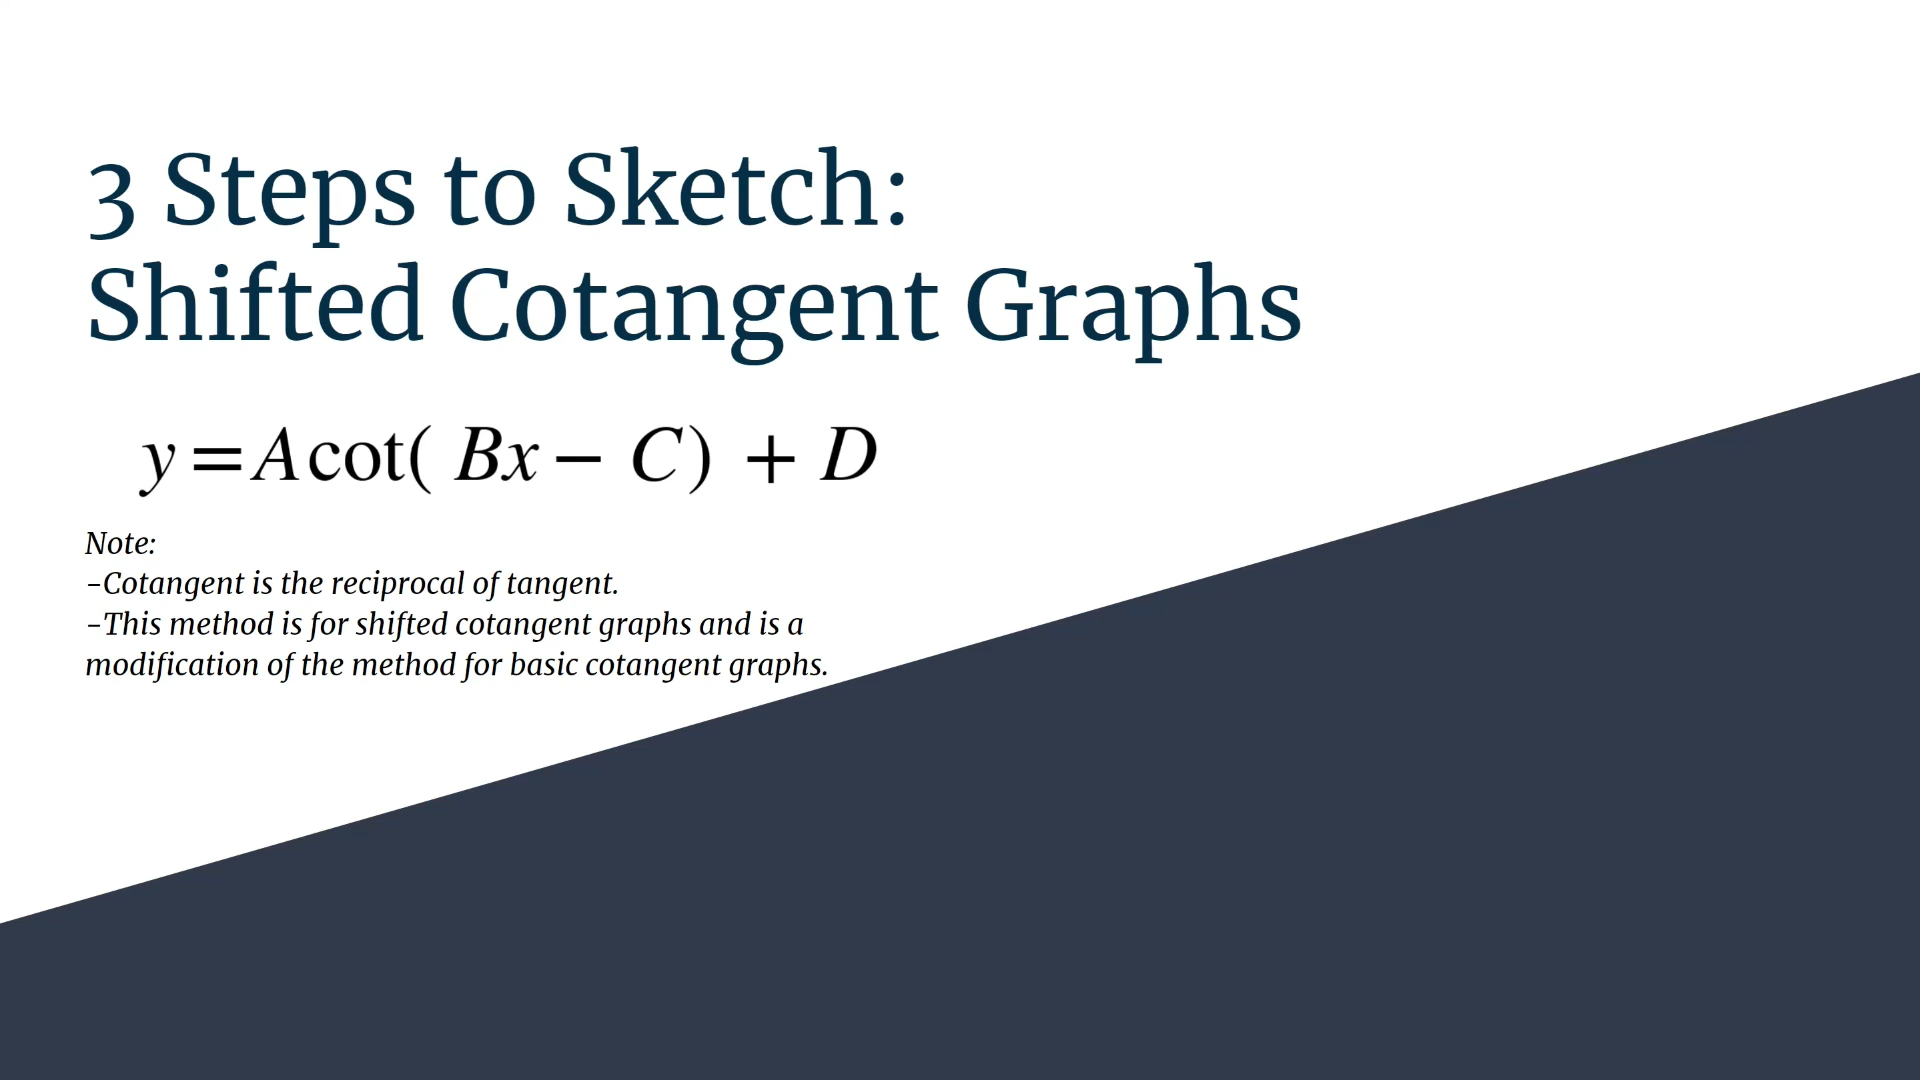 3 Steps to Sketch:
Shifted Cotangent Graphs
y = A cot( Bx − C) + D
Note:
-Cotangent is the reciprocal of tangent.
-This method is for shifted cotangent graphs and is a
modification of the method for basic cotangent graphs.